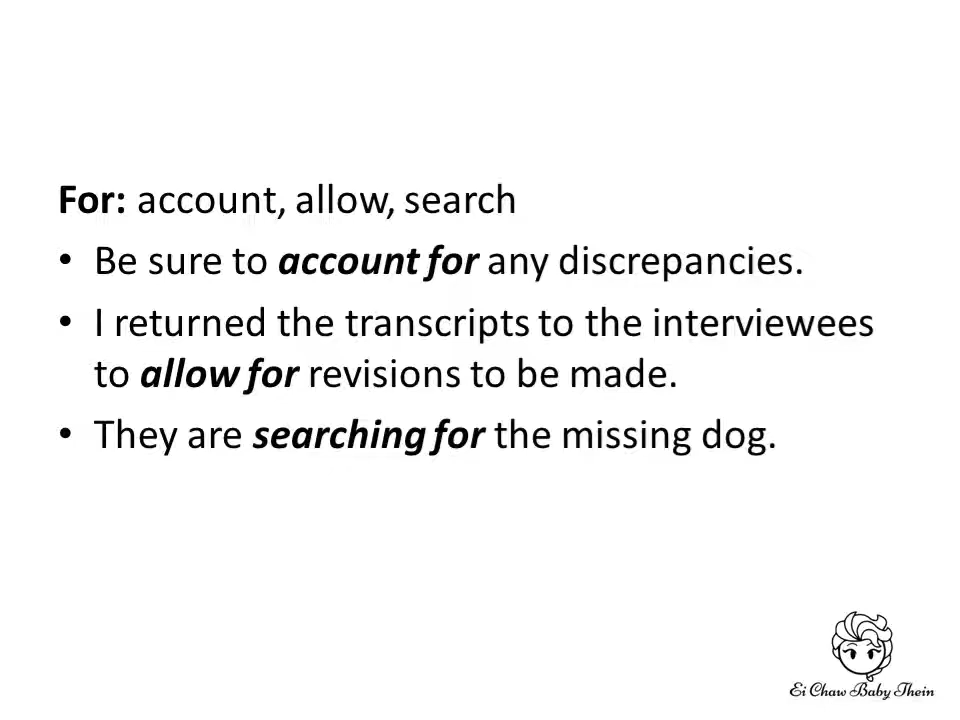 For: account, allow, search
• Be sure to account for any discrepancies.
• I returned the transcripts to the interviewees
to allow for revisions to be made.
• They are searching for the missing dog.
Ei Chaw Baby Thein